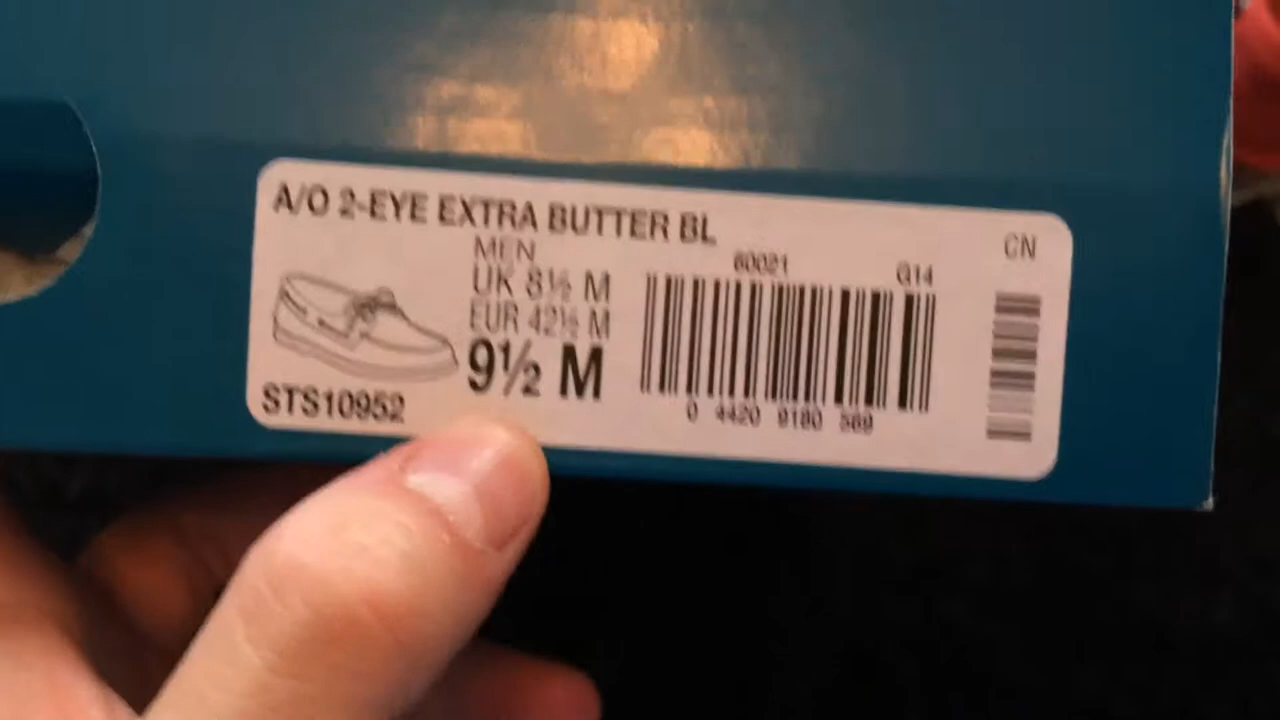 A/O 2-EYE EXTRA BUTTER BL
MEN
UK 8½ M
EUR 42½ M
9½ M
STS10952
60021
G14
0 4420 9180 569
CN